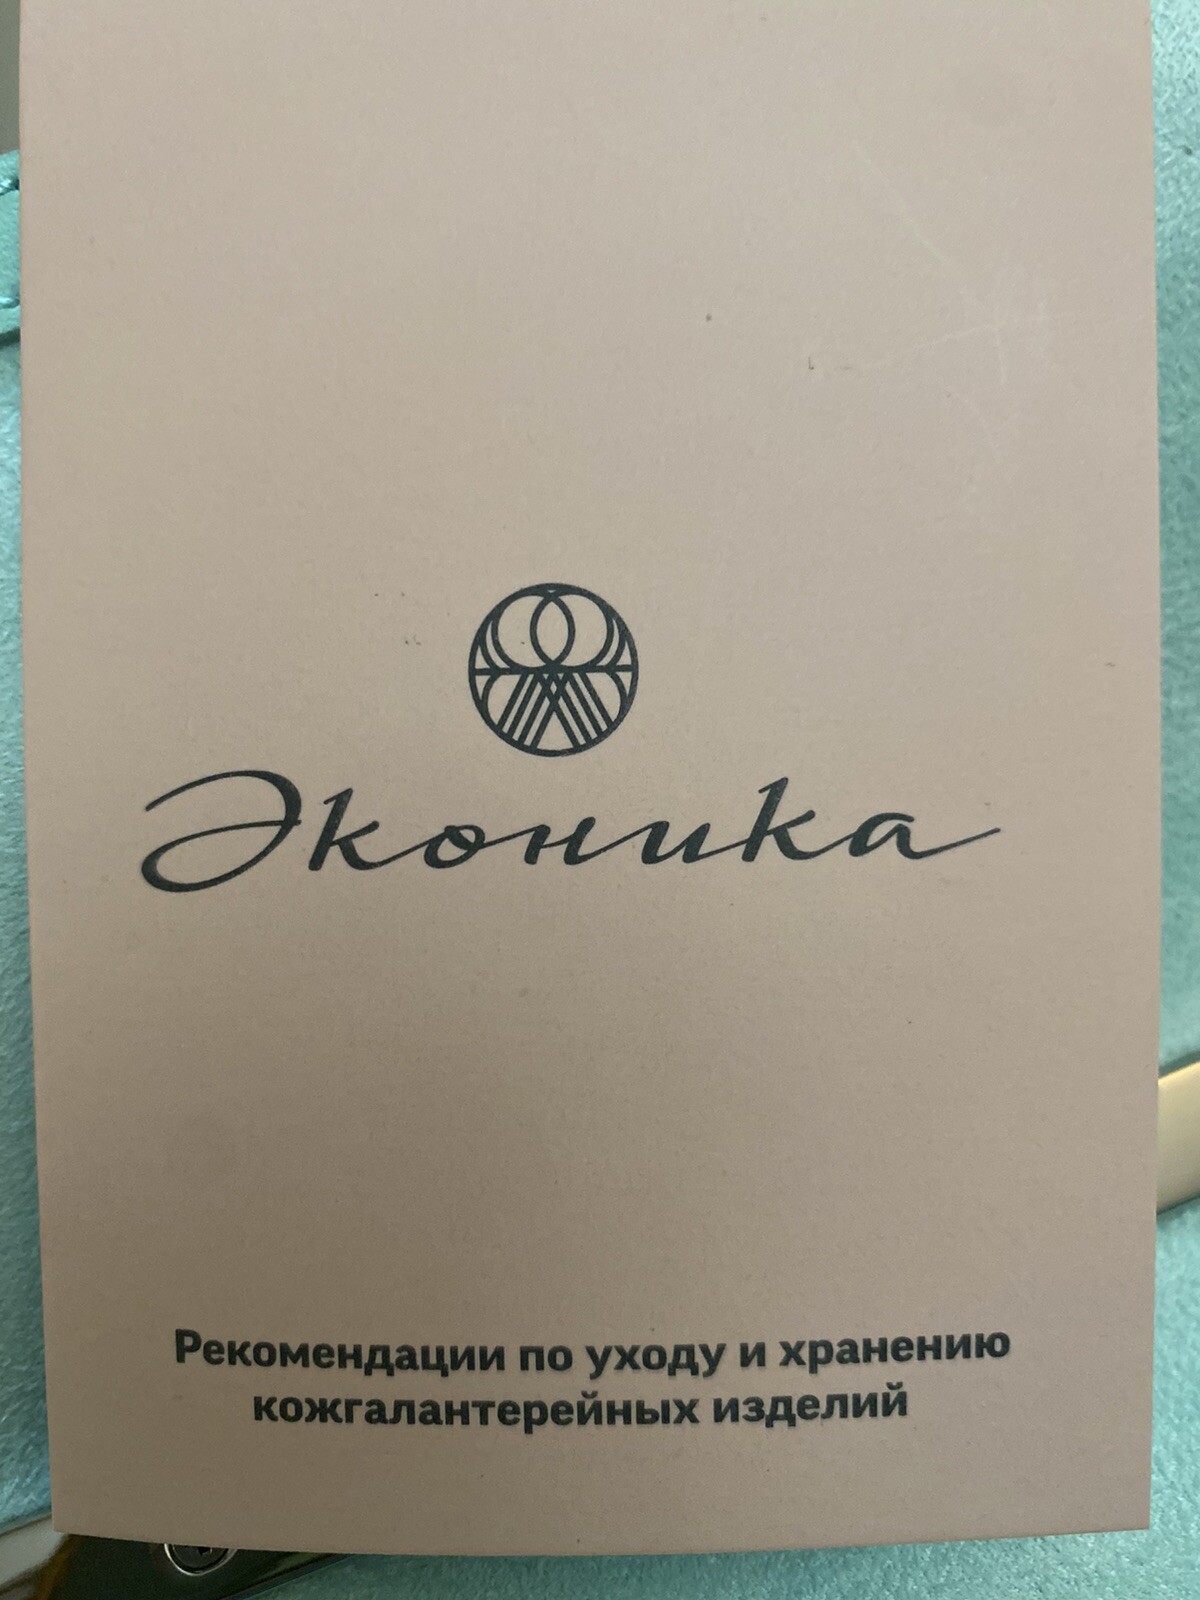 Эконика
Рекомендации по уходу и хранению
кожгалантерейных изделий